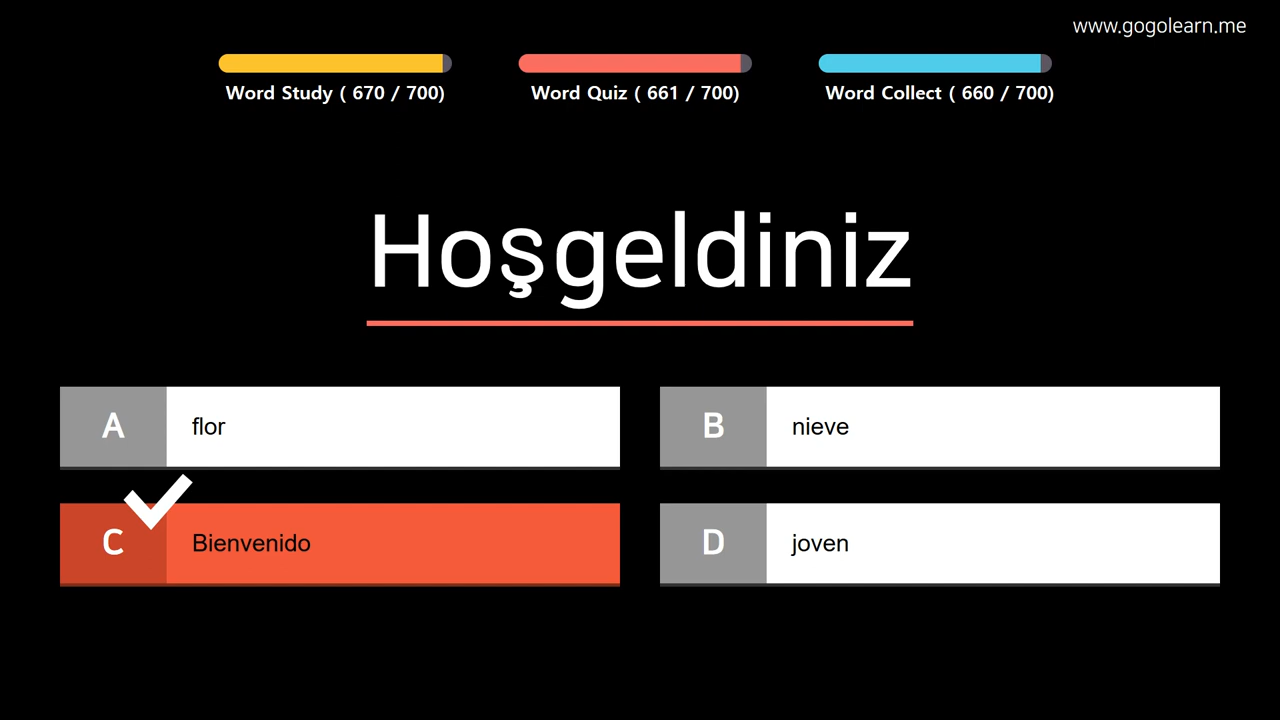 www.gogolearn.me
Word Study ( 670 / 700)
Word Quiz ( 661 / 700)
Word Collect ( 660 / 700)
Hoşgeldiniz
A flor
B nieve
C Bienvenido
D joven